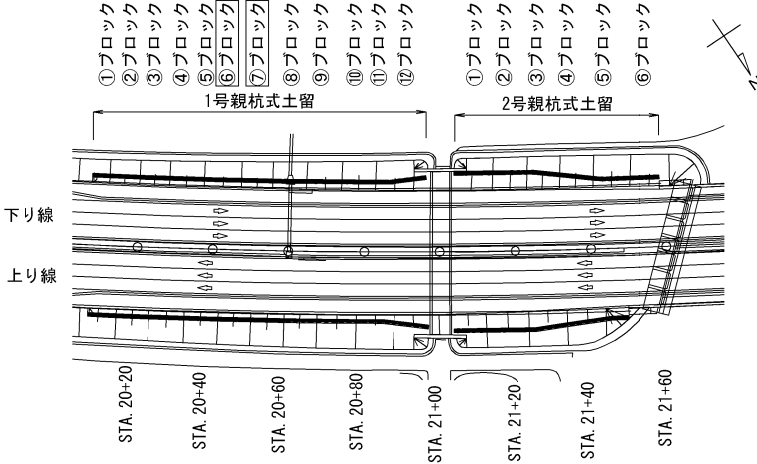 ①ブロック
②ブロック
③ブロック
④ブロック
⑤ブロック
⑥ブロック
⑦ブロック
⑧ブロック
⑨ブロック
⑩ブロック
⑪ブロック
⑫ブロック
①ブロック
②ブロック
③ブロック
④ブロック
⑤ブロック
⑥ブロック
1号親杭式土留
2号親杭式土留
下り線
上り線
STA. 20+20
STA. 20+40
STA. 20+60
STA. 20+80
STA. 21+00
STA. 21+20
STA. 21+40
STA. 21+60